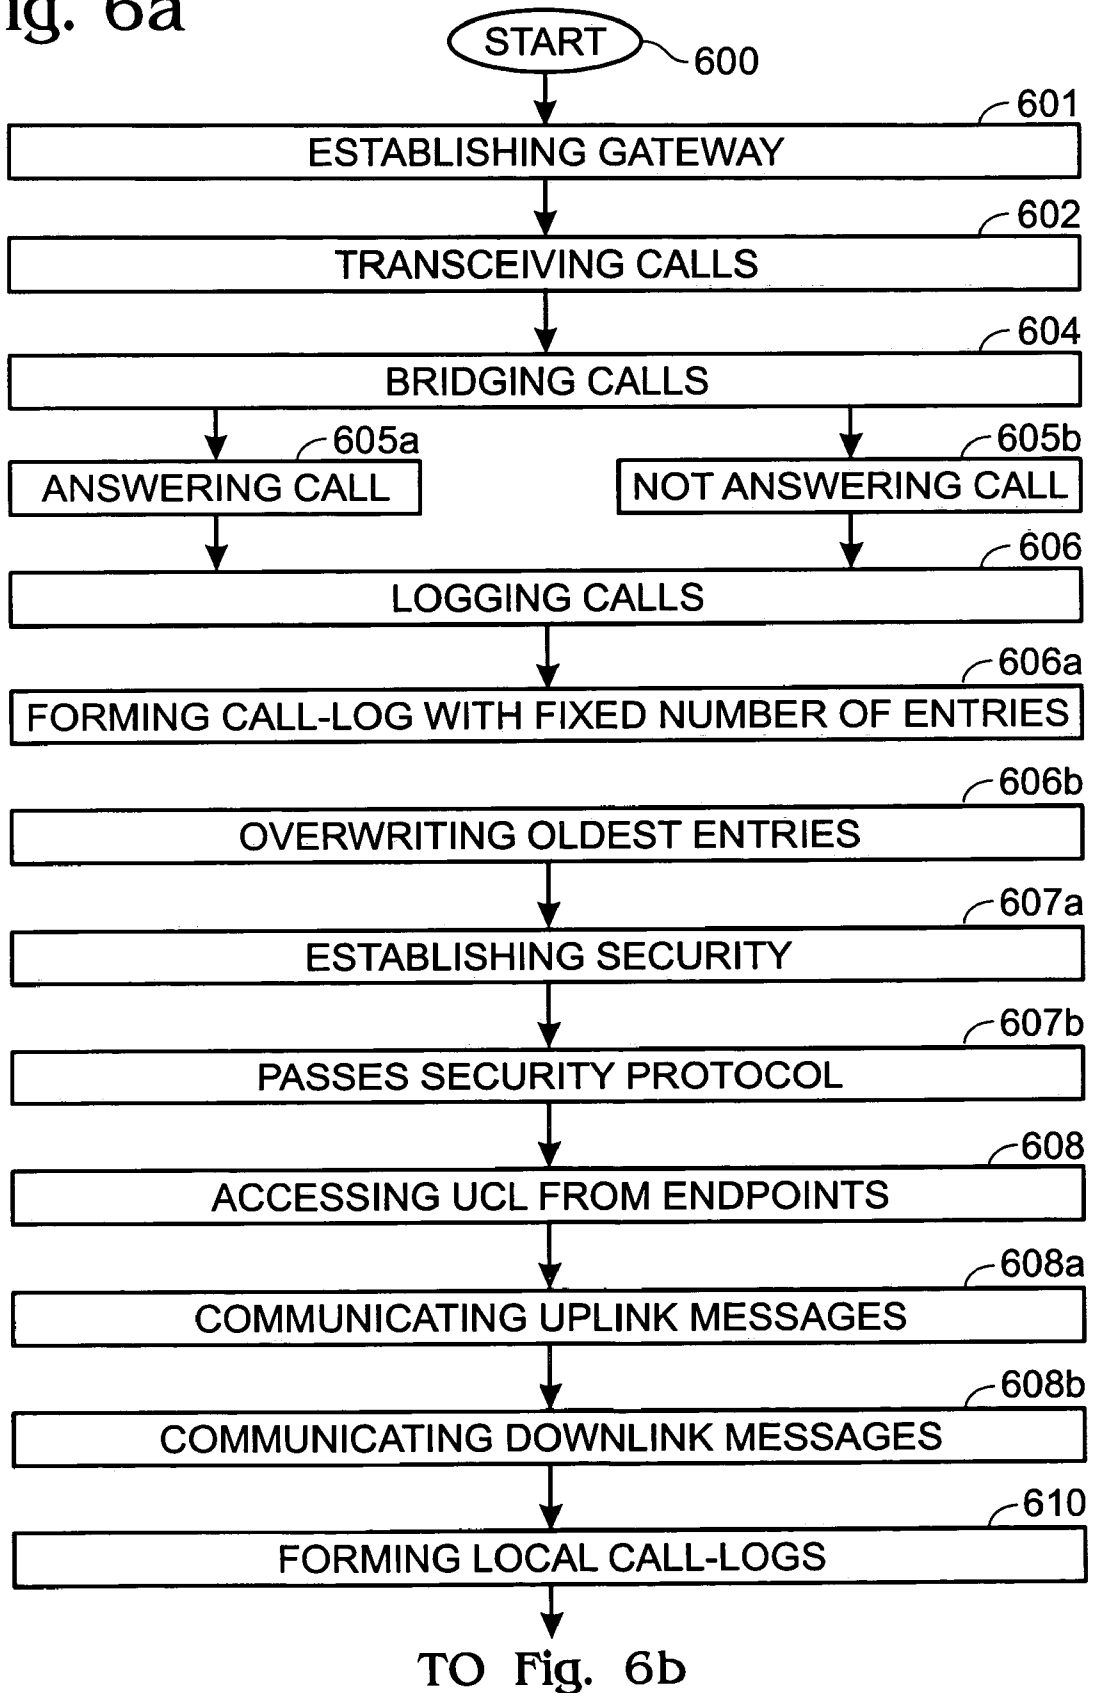 ig. 6a
START
600
601
ESTABLISHING GATEWAY
602
TRANSCEIVING CALLS
604
BRIDGING CALLS
605a
605b
ANSWERING CALL
NOT ANSWERING CALL
606
LOGGING CALLS
606a
FORMING CALL-LOG WITH FIXED NUMBER OF ENTRIES
606b
OVERWRITING OLDEST ENTRIES
607a
ESTABLISHING SECURITY
607b
PASSES SECURITY PROTOCOL
608
ACCESSING UCL FROM ENDPOINTS
608a
COMMUNICATING UPLINK MESSAGES
608b
COMMUNICATING DOWNLINK MESSAGES
610
FORMING LOCAL CALL-LOGS
TO Fig. 6b